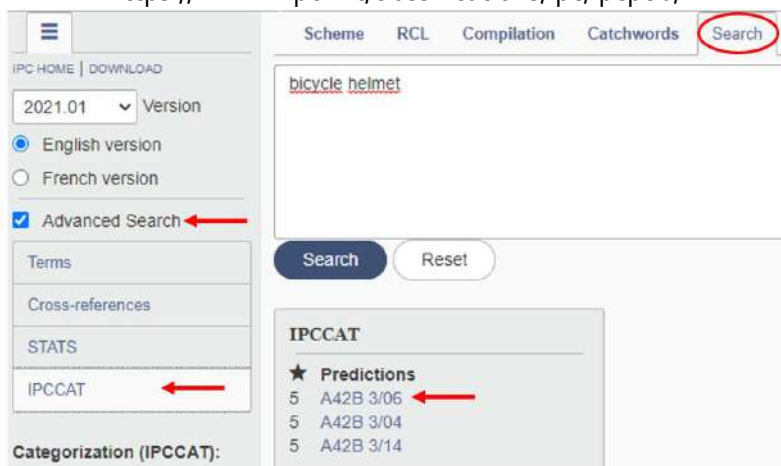 ☰
Scheme RCL Compilation Catchwords Search
IPC HOME | DOWNLOAD
2021.01 Version
English version
French version
Advanced Search
Terms
Cross-references
STATS
IPCCAT
Categorization (IPCCAT):
bicycle helmet
Search Reset
IPCCAT
★ Predictions
5 A42B 3/06
5 A42B 3/04
5 A42B 3/14